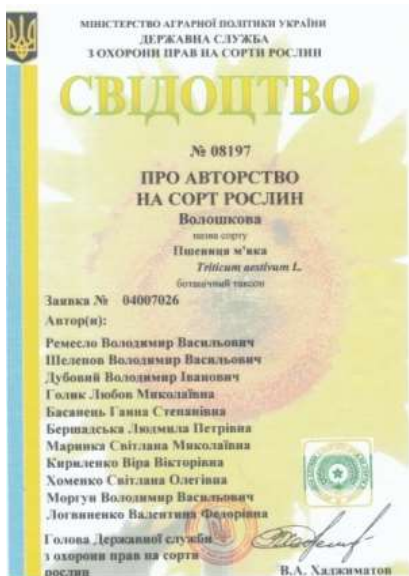 МІНІСТЕРСТВО АГРАРНОЇ ПОЛІТИКИ УКРАЇНИ
ДЕРЖАВНА СЛУЖБА
З ОХОРОНИ ПРАВ НА СОРТИ РОСЛИН
СВІДОЦТВО
№ 08197
ПРО АВТОРСТВО
НА СОРТ РОСЛИН
Волошкова
назва сорту
Пшениця м'яка
Triticum aestivum L.
ботанічний таксон
Заявка № 04007026
Автор(и):
Ремесло Володимир Васильович
Шелепов Володимир Васильович
Дубовий Володимир Іванович
Голик Любов Миколаївна
Басанець Ганна Степанівна
Бершадська Людмила Петрівна
Маринка Світлана Миколаївна
Кириленко Віра Вікторівна
Хоменко Світлана Олегівна
Моргун Володимир Васильович
Логвиненко Валентина Федорівна
Голова Державної служби
з охорони прав на сорти
рослин
В.А. Хаджиматов